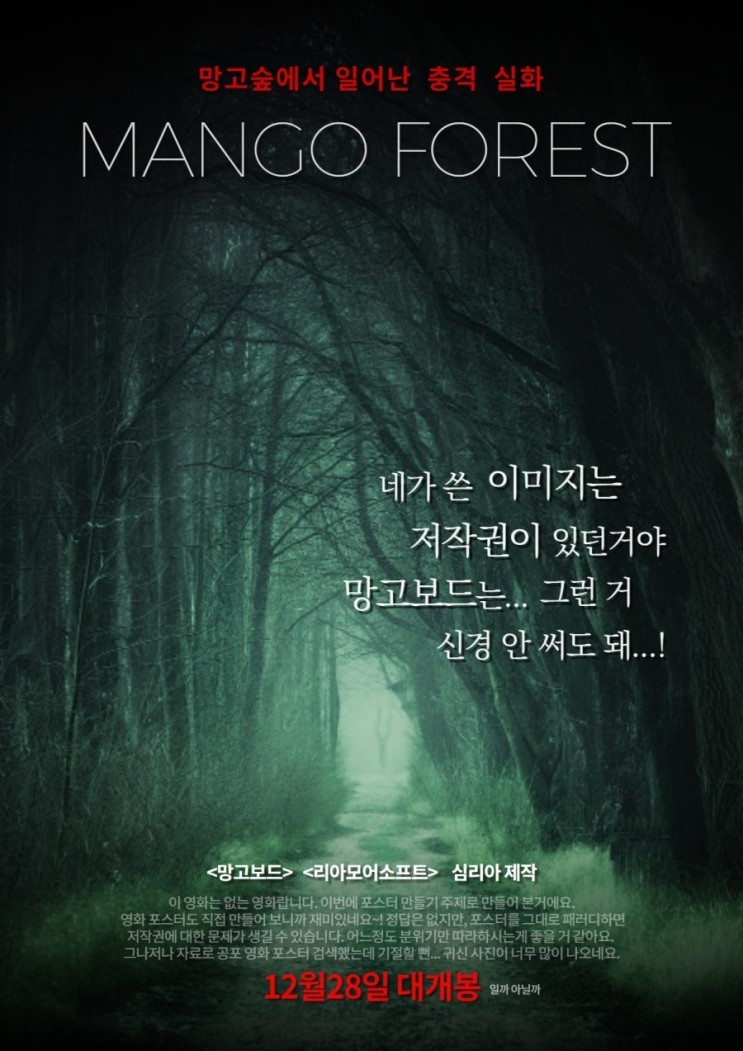 망고숲에서 일어난 충격 실화
MANGO FOREST
네가 쓴 이미지는
저작권이 있던거야
망고보드는... 그런 거
신경 안 써도 돼...!
<망고보드> <리아모어소프트> 심리아 제작
이 영화는 없는 영화랍니다. 이번에 포스터 만들기 주제로 만들어 본거에요.
영화 포스터도 직접 만들어 보니까 재미있네요~! 정답은 없지만, 포스터를 그대로 패러디하면
저작권에 대한 문제가 생길 수 있습니다. 어느정도 분위기만 따라하시는게 좋을 거 같아요.
그나저나 자료로 공포 영화 포스터 검색했는데 기절할 뻔... 귀신 사진이 너무 많이 나오네요.
12월28일 대개봉 일까 아닐까